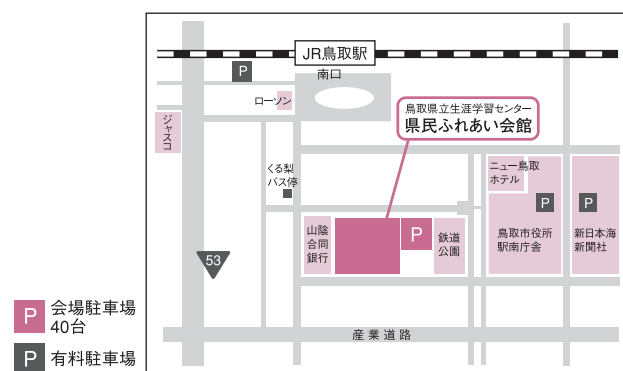 JR鳥取駅
南口
P
ローソン
ジャスコ
鳥取県立生涯学習センター
県民ふれあい会館
くる梨
バス停
ニュー鳥取
ホテル
P
P
山陰
合同
銀行
P
鉄道
公園
鳥取市役所
駅南庁舎
新日本海
新聞社
53
P
会場駐車場
40台
P
有料駐車場
産業道路